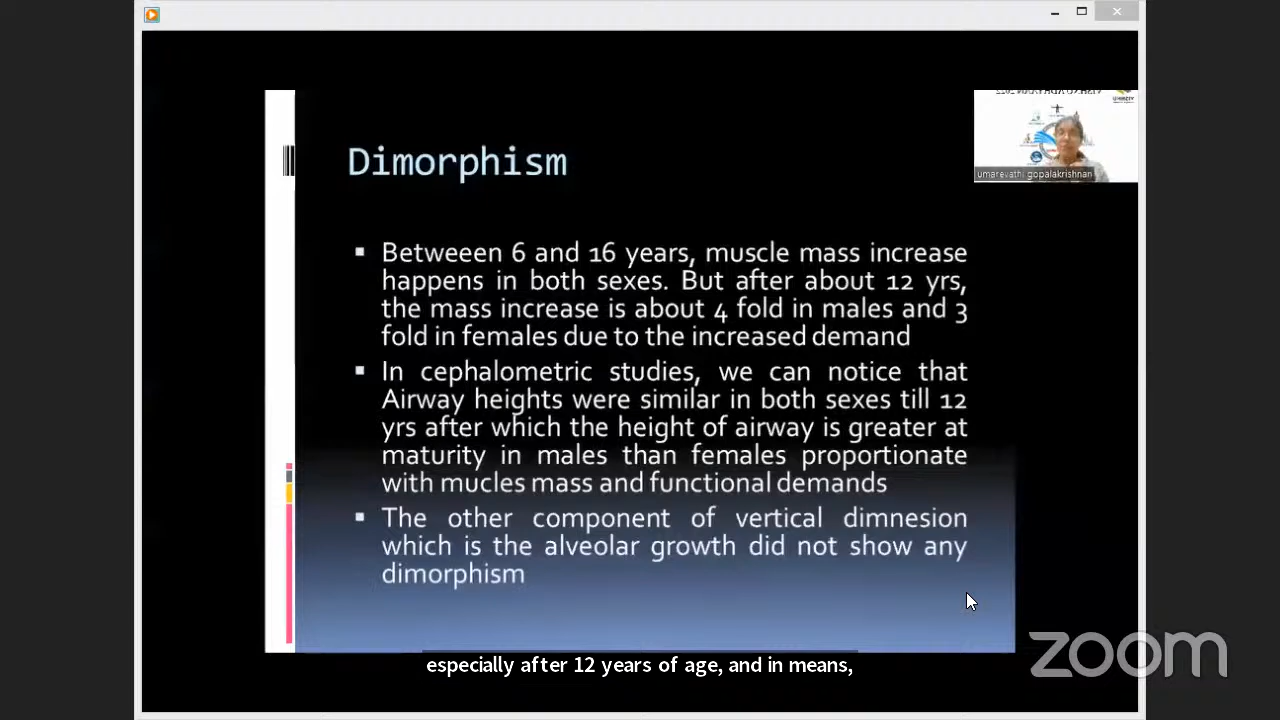 Dimorphism
umarevathi gopalakrishnan
Betweeen 6 and 16 years, muscle mass increase
happens in both sexes. But after about 12 yrs,
the mass increase is about 4 fold in males and 3
fold in females due to the increased demand
In cephalometric studies, we can notice that
Airway heights were similar in both sexes till 12
yrs after which the height of airway is greater at
maturity in males than females proportionate
with mucles mass and functional demands
The other component of vertical dimnesion
which is the alveolar growth did not show any
dimorphism
especially after 12 years of age, and in means,
zoom